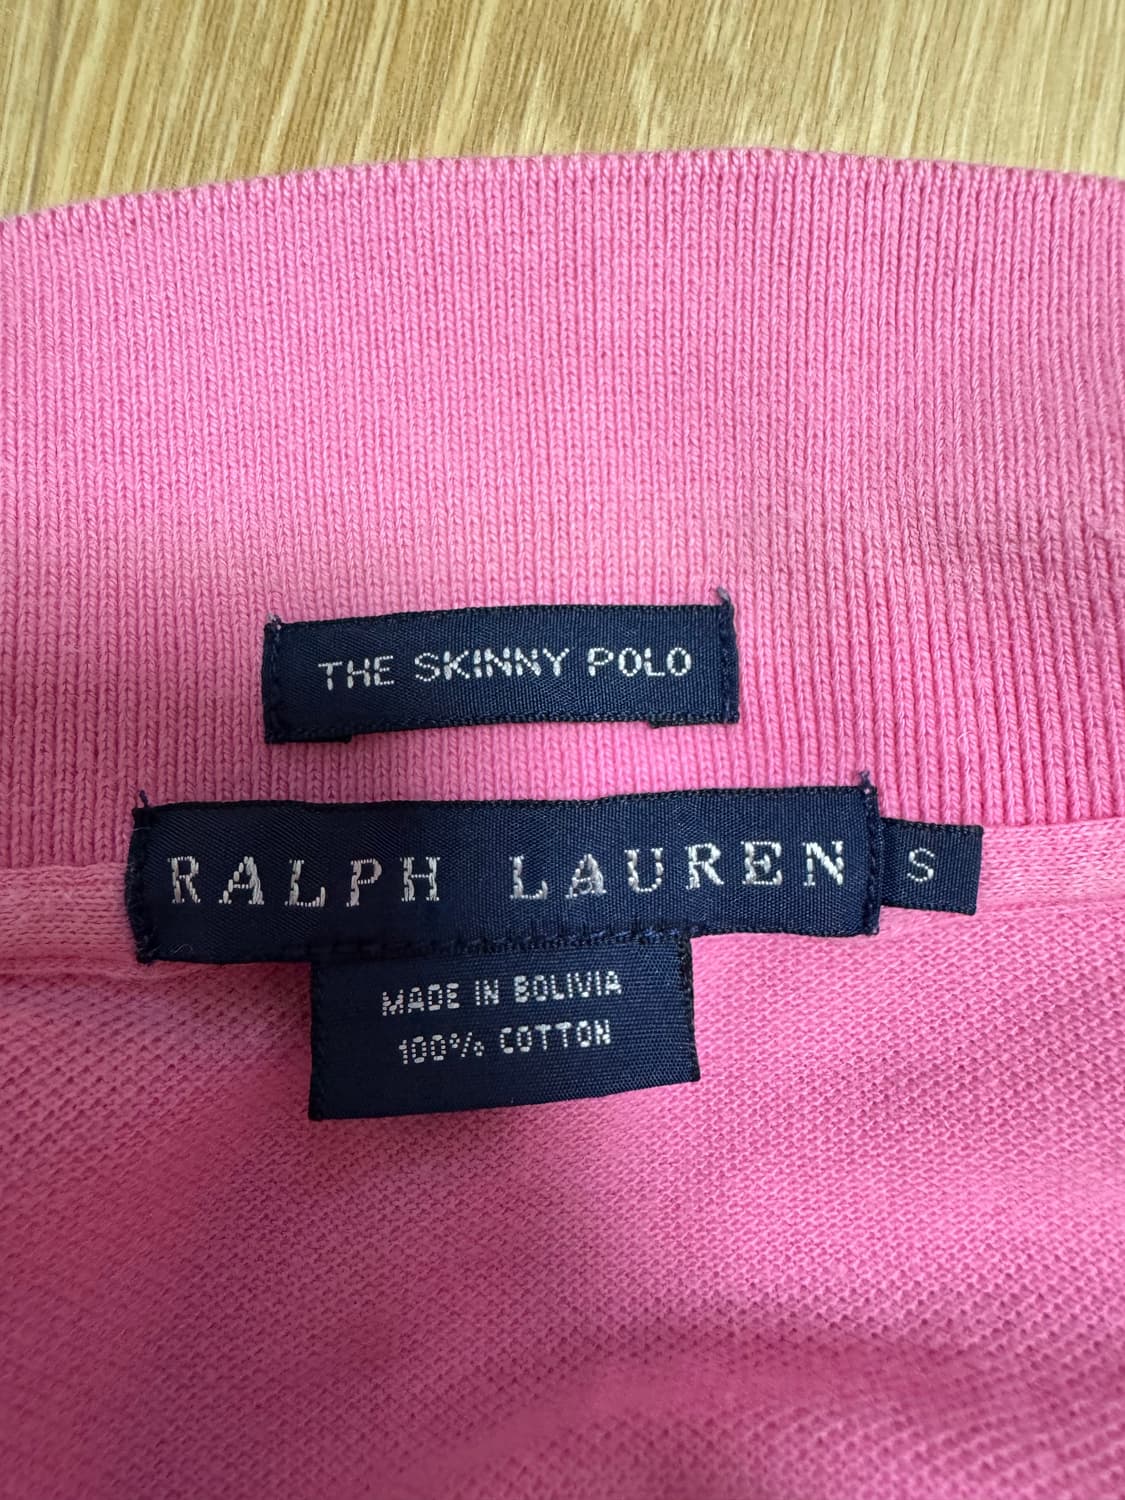 THE SKINNY POLO
RALPH LAUREN
S
MADE IN BOLIVIA
100% COTTON